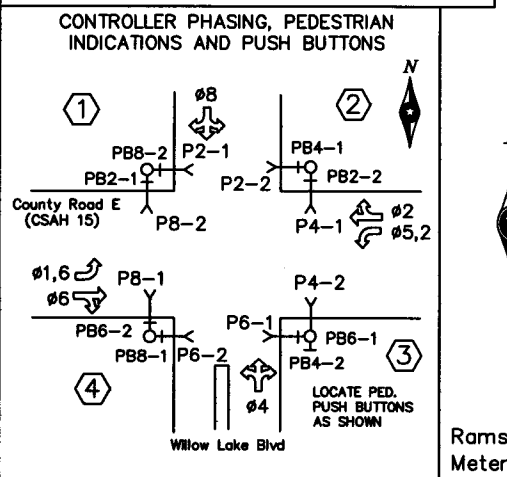 CONTROLLER PHASING, PEDESTRIAN
INDICATIONS AND PUSH BUTTONS
N
1
ø8
2
PB8-2
P2-1
PB4-1
PB2-1
P2-2
PB2-2
County Road E
(CSAH 15)
P8-2
P4-1
ø2
ø5,2
ø1,6
P8-1
P4-2
ø6
PB6-2
P6-1
PB6-1
PB8-1
P6-2
PB4-2
3
4
ø4
LOCATE PED.
PUSH BUTTONS
AS SHOWN
Willow Lake Blvd
Rams
Meter